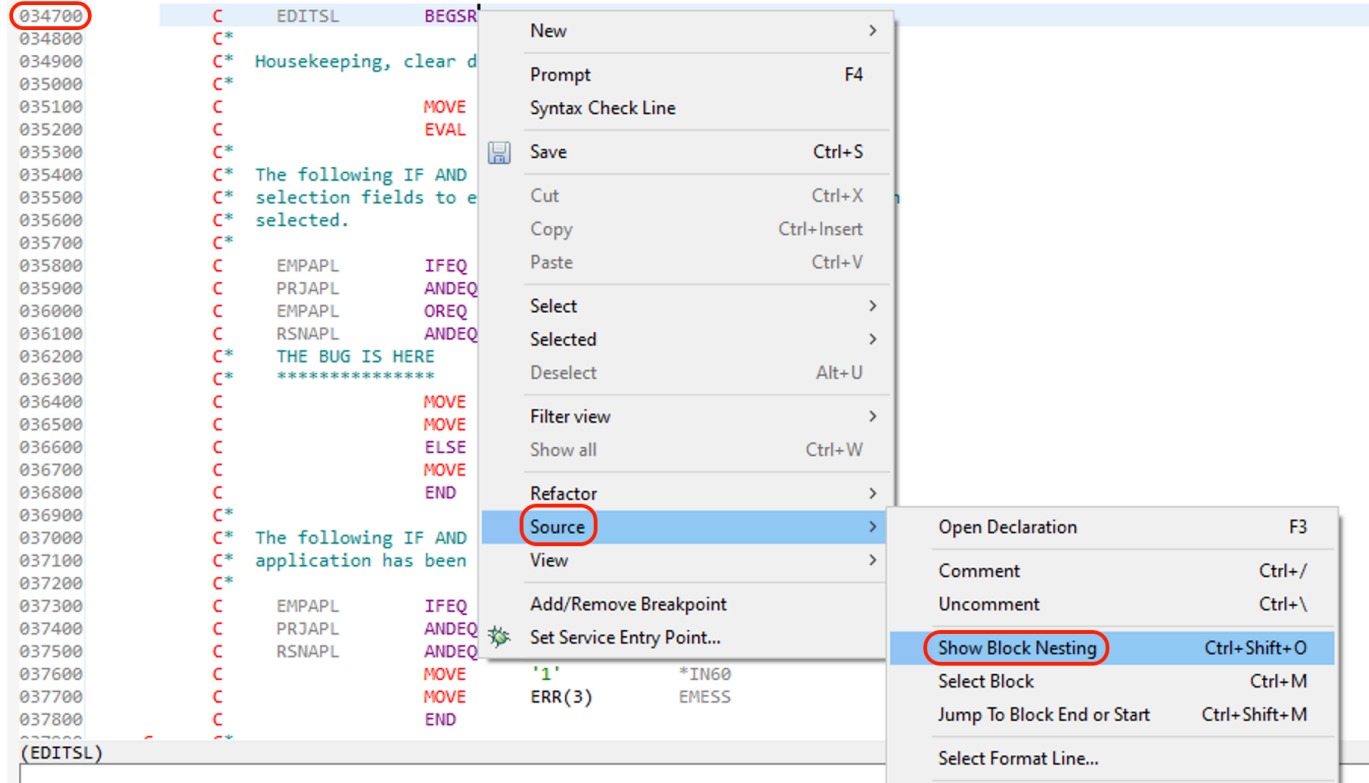 034700 C EDITSL BEGSR
034800 C*
034900 C* Housekeeping, clear d
035000 C*
035100 C MOVE
035200 C EVAL
035300 C*
035400 C* The following IF AND
035500 C* selection fields to e
035600 C* selected.
035700 C*
035800 C EMPAPL IFEQ
035900 C PRJAPL ANDEQ
036000 C EMPAPL OREQ
036100 C RSNAPL ANDEQ
036200 C* THE BUG IS HERE
036300 C* ***************
036400 C MOVE
036500 C MOVE
036600 C ELSE
036700 C MOVE
036800 C END
036900 C*
037000 C* The following IF AND
037100 C* application has been
037200 C*
037300 C EMPAPL IFEQ
037400 C PRJAPL ANDEQ
037500 C RSNAPL ANDEQ
037600 C MOVE '1' *IN60
037700 C MOVE ERR(3) EMESS
037800 C END
(EDITSL)
New >
Prompt F4
Syntax Check Line
Save Ctrl+S
Cut Ctrl+X
Copy Ctrl+Insert
Paste Ctrl+V
Select >
Selected >
Deselect Alt+U
Filter view >
Show all Ctrl+W
Refactor >
Source >
View >
Add/Remove Breakpoint
Set Service Entry Point...
Open Declaration F3
Comment Ctrl+/
Uncomment Ctrl+\
Show Block Nesting Ctrl+Shift+O
Select Block Ctrl+M
Jump To Block End or Start Ctrl+Shift+M
Select Format Line...